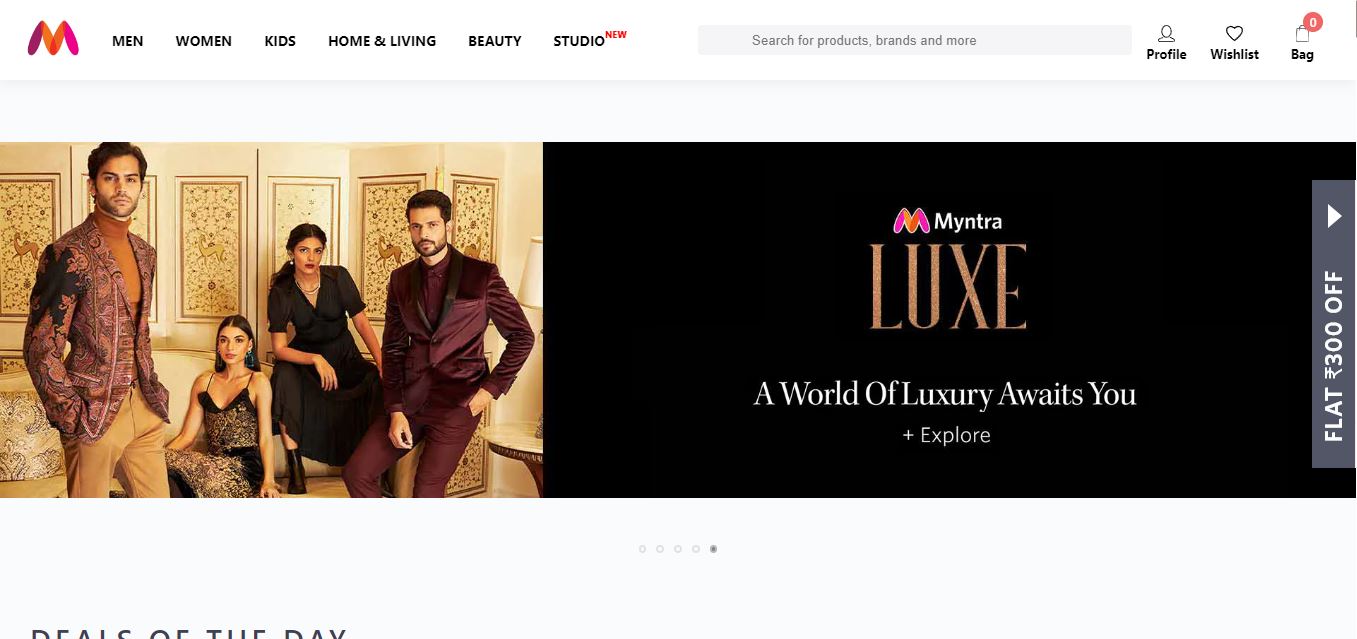 MEN WOMEN KIDS HOME & LIVING BEAUTY STUDIO NEW
Search for products, brands and more
0
Profile Wishlist Bag
Myntra
LUXE
A World Of Luxury Awaits You
+ Explore
FLAT ₹300 OFF
DEALS OF THE DAY